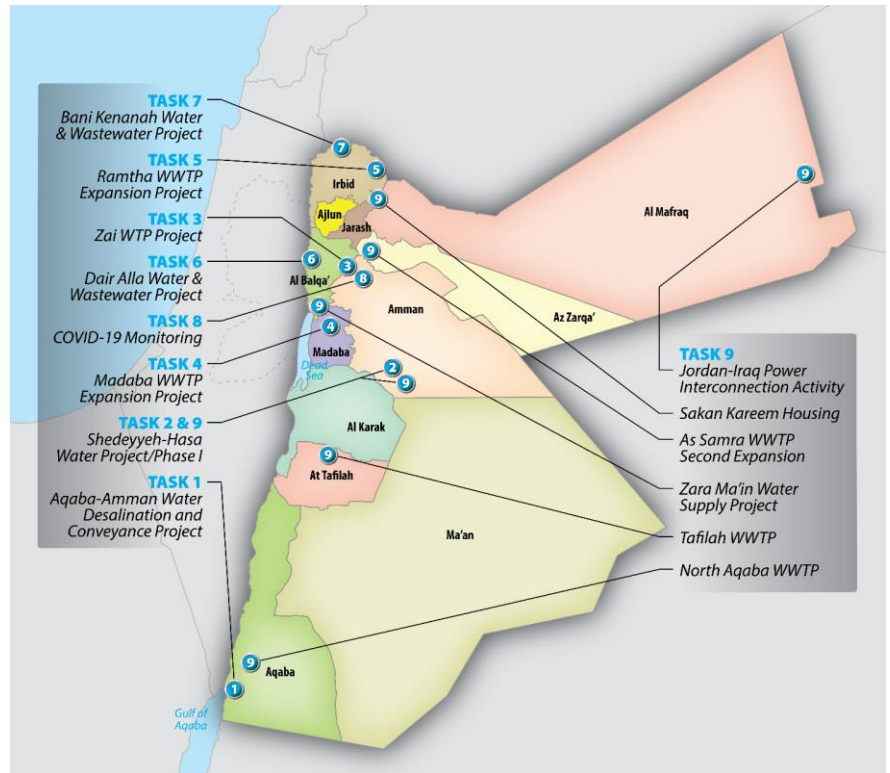 TASK 7
Bani Kenanah Water
& Wastewater Project
TASK 5
Ramtha WWTP
Expansion Project
TASK 3
Zai WTP Project
TASK 6
Dair Alla Water &
Wastewater Project
TASK 8
COVID-19 Monitoring
TASK 4
Madaba WWTP
Expansion Project
TASK 2 & 9
Shedeyyeh-Hasa
Water Project/Phase I
TASK 1
Aqaba-Amman Water
Desalination and
Conveyance Project
7
5
Irbid
9
9
Ajlun
Jarash
Al Mafraq
9
6
3
Al Balqa'
8
Amman
Az Zarqa'
9
4
Madaba
Dead
Sea
2
9
Al Karak
9
At Tafilah
Ma'an
9
Aqaba
1
Gulf of
Aqaba
TASK 9
Jordan-Iraq Power
Interconnection Activity
Sakan Kareem Housing
As Samra WWTP
Second Expansion
Zara Ma'in Water
Supply Project
Tafilah WWTP
North Aqaba WWTP